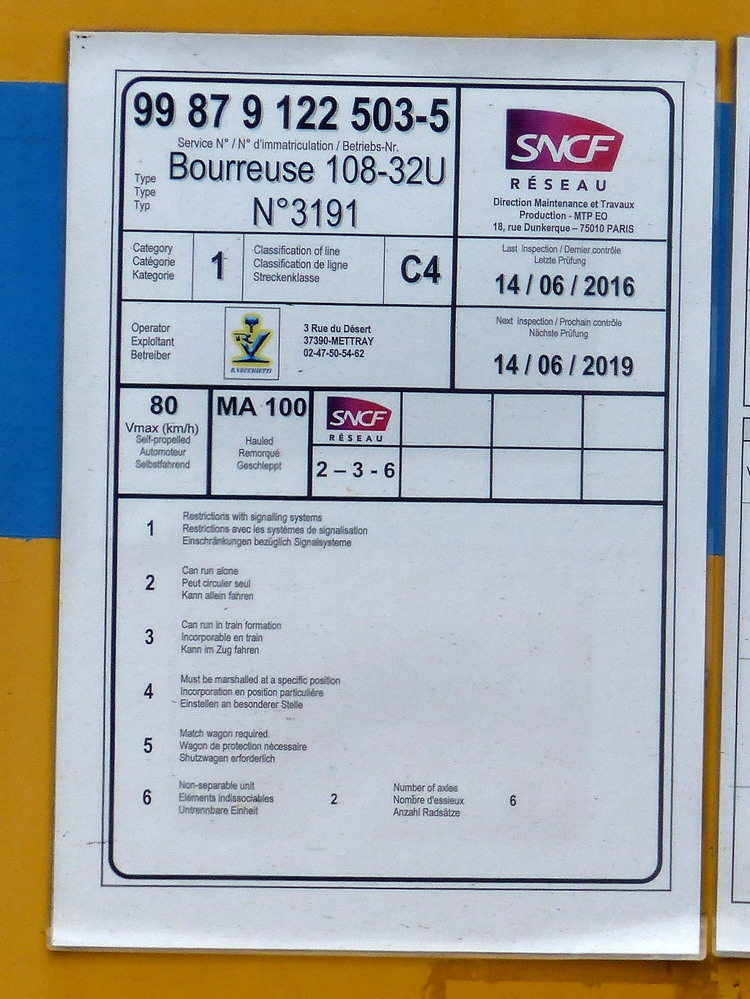 99 87 9 122 503-5
Service N° / N° d'immatriculation / Betriebs-Nr.
Type
Type
Typ
Bourreuse 108-32U
N°3191
SNCF
RÉSEAU
Direction Maintenance et Travaux
Production - MTP EO
18, rue Dunkerque – 75010 PARIS
Category
Catégorie
Kategorie
1
Classification of line
Classification de ligne
Streckenklasse
C4
Last Inspection / Dernier contrôle
Letzte Prüfung
14 / 06 / 2016
Operator
Exploitant
Betreiber
R.VECCHIETTI
3 Rue du Désert
37390-METTRAY
02-47-50-54-62
Next Inspection / Prochain contrôle
Nächste Prüfung
14 / 06 / 2019
80
Vmax (km/h)
Self-propelled
Automoteur
Selbstfahrend
MA 100
Hauled
Remorqué
Geschleppt
SNCF
RÉSEAU
2 – 3 - 6
1
Restrictions with signalling systems
Restrictions avec les systèmes de signalisation
Einschränkungen bezüglich Signalsysteme
2
Can run alone
Peut circuler seul
Kann allein fahren
3
Can run in train formation
Incorporable en train
Kann im Zug fahren
4
Must be marshalled at a specific position
Incorporation en position particulière
Einstellen an besonderer Stelle
5
Match wagon required.
Wagon de protection nécessaire
Shutzwagen erforderlich
6
Non-separable unit
Eléments indissociables
Untrennbare Einheit
2
Number of axles
Nombre d'essieux
Anzahl Radsätze
6